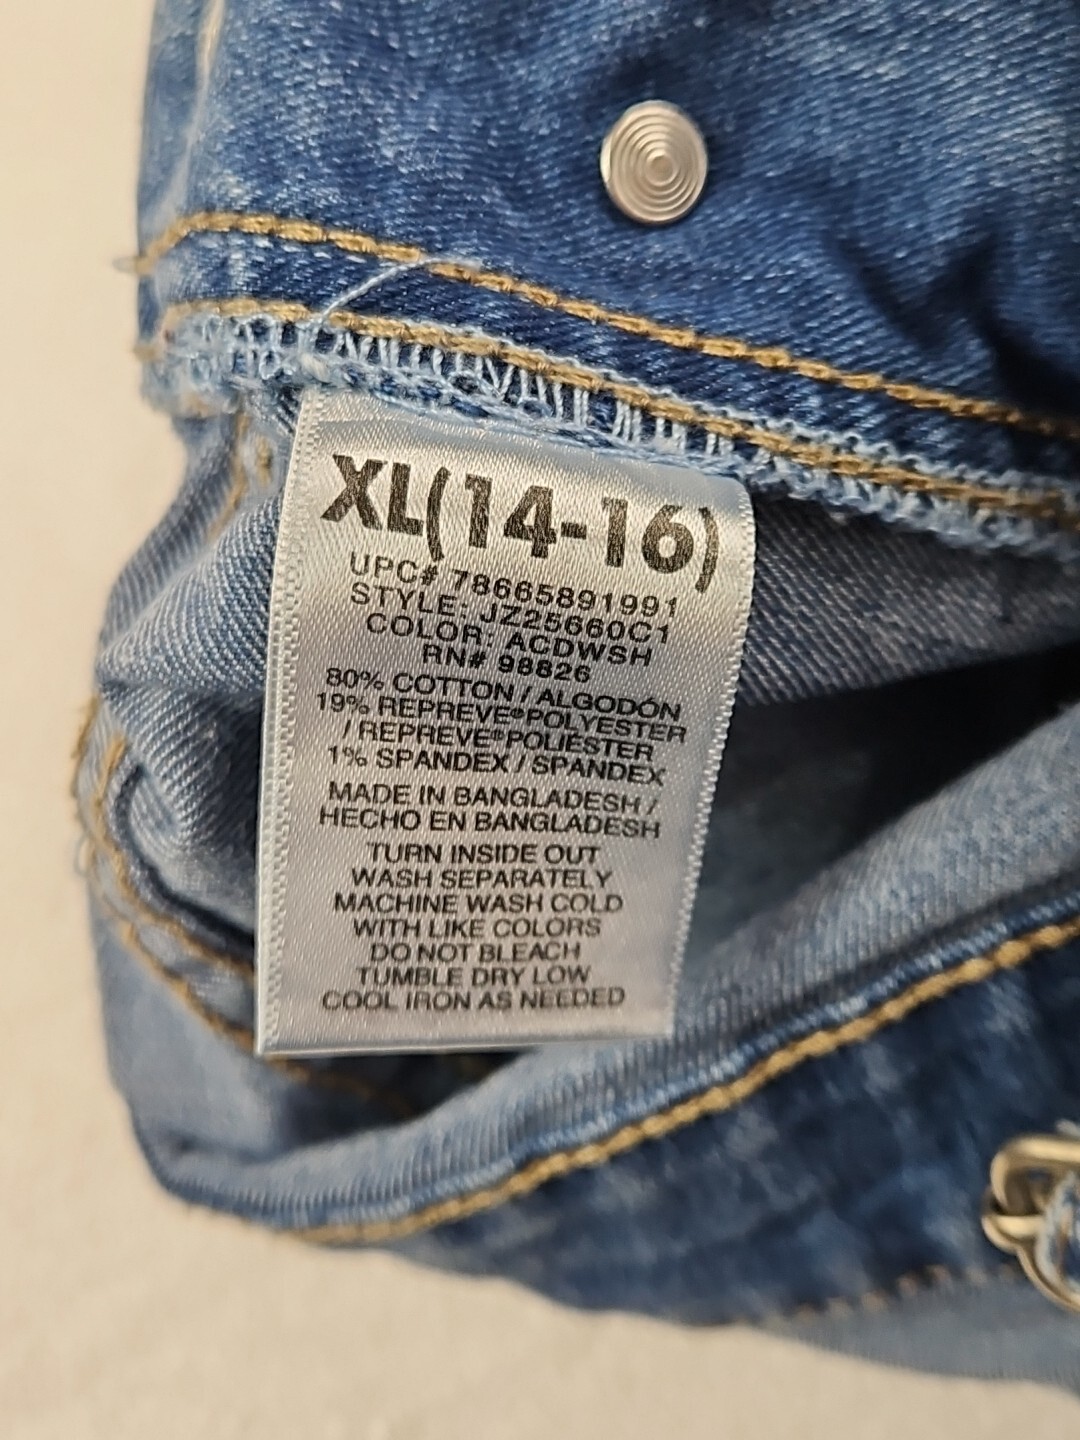 XL(14-16)
UPC# 78665891991
STYLE: JZ25660C1
COLOR: ACDWSH
RN# 98826
80% COTTON / ALGODÓN
19% REPREVE® POLYESTER
/ REPREVE® POLIÉSTER
1% SPANDEX / SPANDEX
MADE IN BANGLADESH /
HECHO EN BANGLADESH
TURN INSIDE OUT
WASH SEPARATELY
MACHINE WASH COLD
WITH LIKE COLORS
DO NOT BLEACH
TUMBLE DRY LOW
COOL IRON AS NEEDED